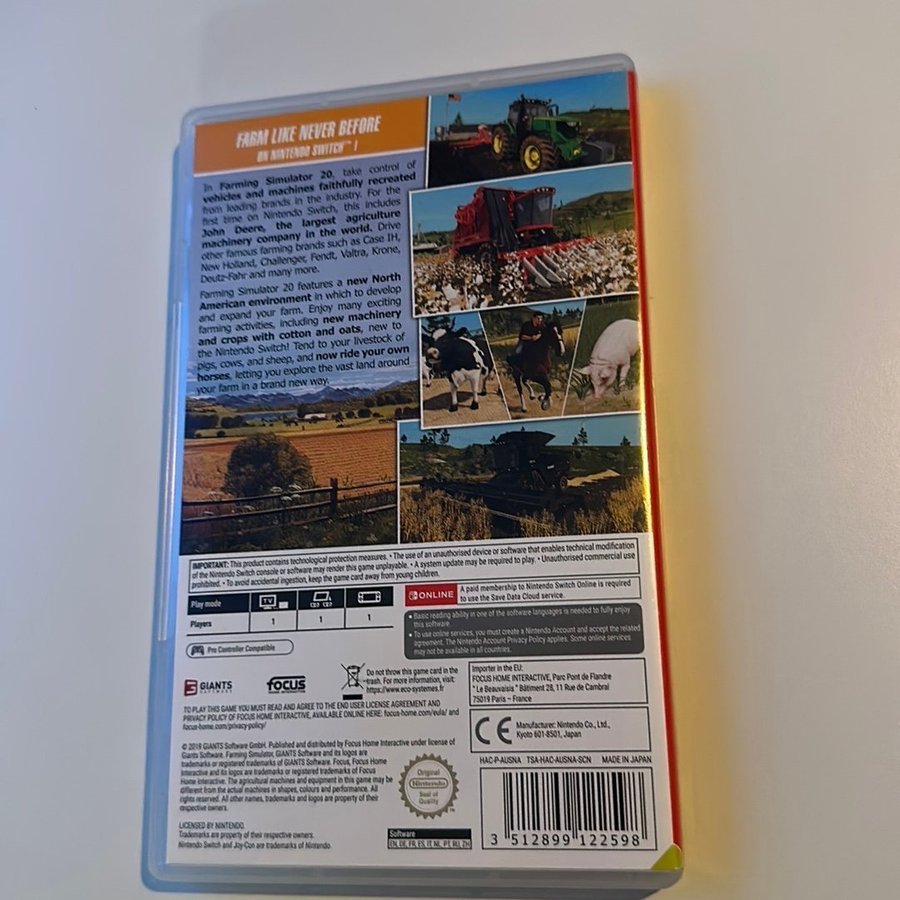 FARM LIKE NEVER BEFORE
ON NINTENDO SWITCH™ !
In Farming Simulator 20, take control of
vehicles and machines faithfully recreated
from leading brands in the industry. For the
first time on Nintendo Switch, this includes
John Deere, the largest agriculture
machinery company in the world. Drive
other famous farming brands such as Case IH,
New Holland, Challenger, Fendt, Valtra, Krone,
Deutz-Fahr and many more.
Farming Simulator 20 features a new North
American environment in which to develop
and expand your farm. Enjoy many exciting
farming activities, including new machinery
and crops with cotton and oats, new to
the Nintendo Switch! Tend to your livestock of
pigs, cows, and sheep, and now ride your own
horses, letting you explore the vast land around
your farm in a brand new way.
IMPORTANT: This product contains technological protection measures. • The use of an unauthorised device or software that enables technical modification
of the Nintendo Switch console or software may render this game unplayable. • A system update may be required to play. • Unauthorised commercial use
prohibited. • To avoid accidental ingestion, keep the game card away from young children.
Play mode
TV
Players
1
1
1
Pro Controller Compatible
ONLINE
A paid membership to Nintendo Switch Online is required
to use the Save Data Cloud service.
• Basic reading ability in one of the software languages is needed to fully enjoy
this software.
• To use online services, you must create a Nintendo Account and accept the related
agreement. The Nintendo Account Privacy Policy applies. Some online services
may not be available in all countries.
GIANTS
SOFTWARE
FOCUS
HOME INTERACTIVE
Do not throw this game card in the
trash. For more information, visit:
https://www.eco-systemes.fr
Importer in the EU:
FOCUS HOME INTERACTIVE, Parc Pont de Flandre
" Le Beauvaisis " Bâtiment 28, 11 Rue de Cambrai
75019 Paris – France
TO PLAY THIS GAME YOU MUST READ AND AGREE TO THE END USER LICENSE AGREEMENT AND
PRIVACY POLICY OF FOCUS HOME INTERACTIVE, AVAILABLE ONLINE HERE: focus-home.com/eula/ and
focus-home.com/privacy-policy/
CE
Manufacturer: Nintendo Co., Ltd.,
Kyoto 601-8501, Japan
© 2019 GIANTS Software GmbH. Published and distributed by Focus Home Interactive under license of
Giants Software. Farming Simulator, GIANTS Software and its logos are
trademarks or registered trademarks of GIANTS Software. Focus, Focus Home
Interactive and its logos are trademarks or registered trademarks of Focus
Home Interactive. The agricultural machines and equipment in this game may be
different from the actual machines in shapes, colours and performance. All
rights reserved. All other names, trademarks and logos are property of their
respective owners.
LICENSED BY NINTENDO.
Trademarks are property of their respective owners.
Nintendo Switch and Joy-Con are trademarks of Nintendo.
Original
Nintendo
Seal of
Quality
TM
Software
EN, DE, FR, ES, IT, NL, PT, RU, ZH
HAC-P-AUSNA TSA-HAC-AUSNA-SCN MADE IN JAPAN
3 512899 122598